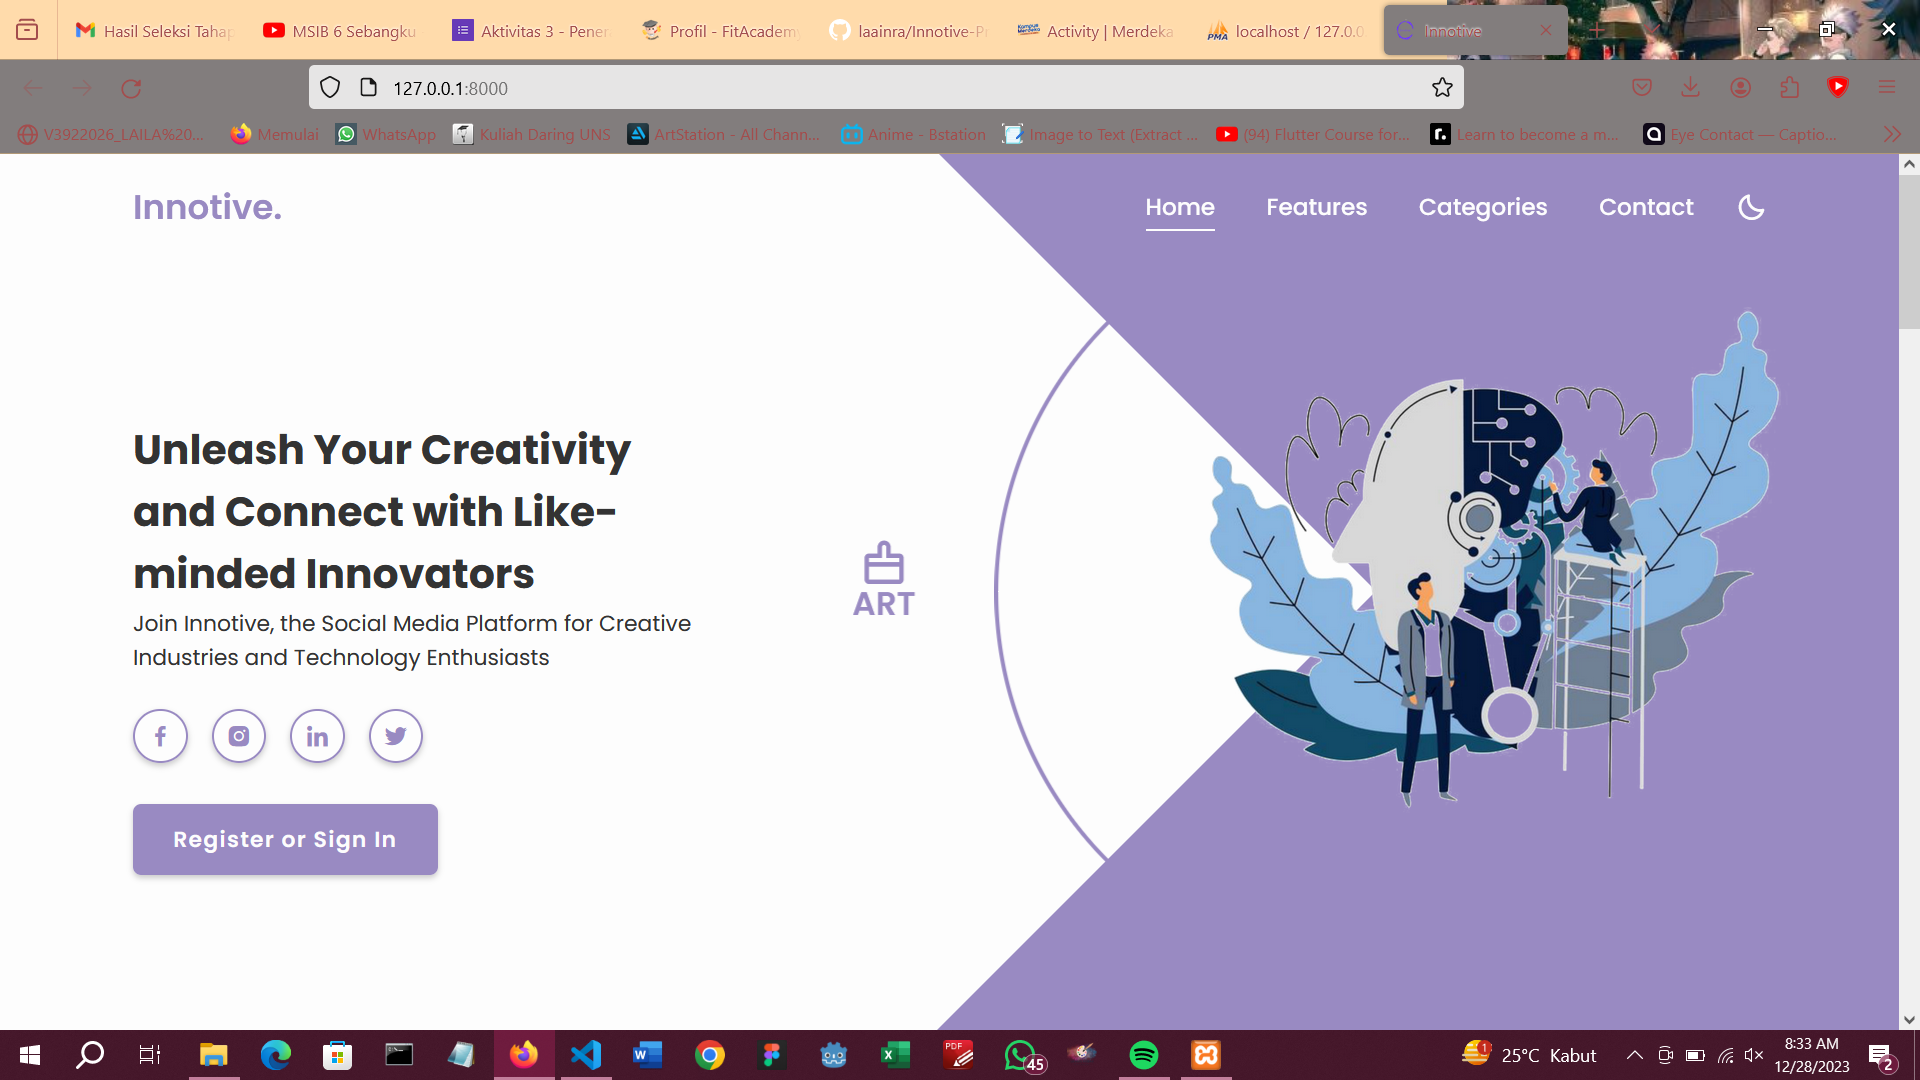 Hasil Seleksi Tahap
MSIB 6 Sebangku
Aktivitas 3 - Pener
Profil - FitAcademy
laainra/Innotive-Pr
Activity | Merdeka
localhost / 127.0.0
Innotive
127.0.0.1:8000
V3922026_LAILA%20...
Memulai
WhatsApp
Kuliah Daring UNS
ArtStation - All Chann...
Anime - Bstation
Image to Text (Extract ...
(94) Flutter Course for...
Learn to become a m...
Eye Contact — Captio...
Innotive.
Home
Features
Categories
Contact
Unleash Your Creativity
and Connect with Like-
minded Innovators
Join Innotive, the Social Media Platform for Creative
Industries and Technology Enthusiasts
ART
Register or Sign In
PDF
45
1
25°C Kabut
8:33 AM
12/28/2023
2